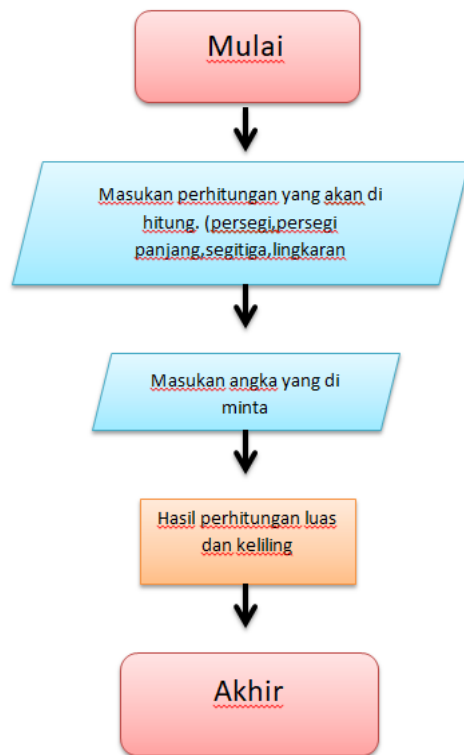 Mulai
Masukan perhitungan yang akan di
hitung. (persegi,persegi
panjang,segitiga,lingkaran
Masukan angka yang di
minta
Hasil perhitungan luas
dan keliling
Akhir